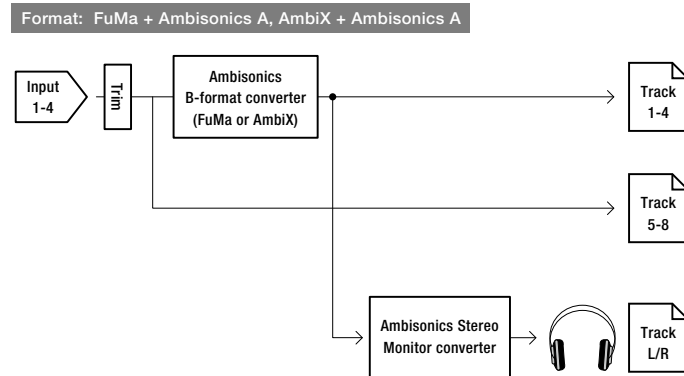 Format: FuMa + Ambisonics A, AmbiX + Ambisonics A
Input
1-4
Trim
Ambisonics
B-format converter
(FuMa or AmbiX)
Track
1-4
Track
5-8
Ambisonics Stereo
Monitor converter
Track
L/R